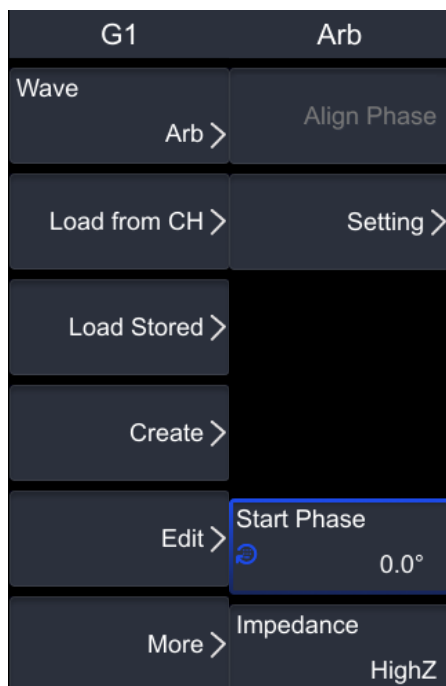 G1
Arb
Wave
Arb
Align Phase
Load from CH
Setting
Load Stored
Create
Edit
Start Phase
0.0°
More
Impedance
HighZ